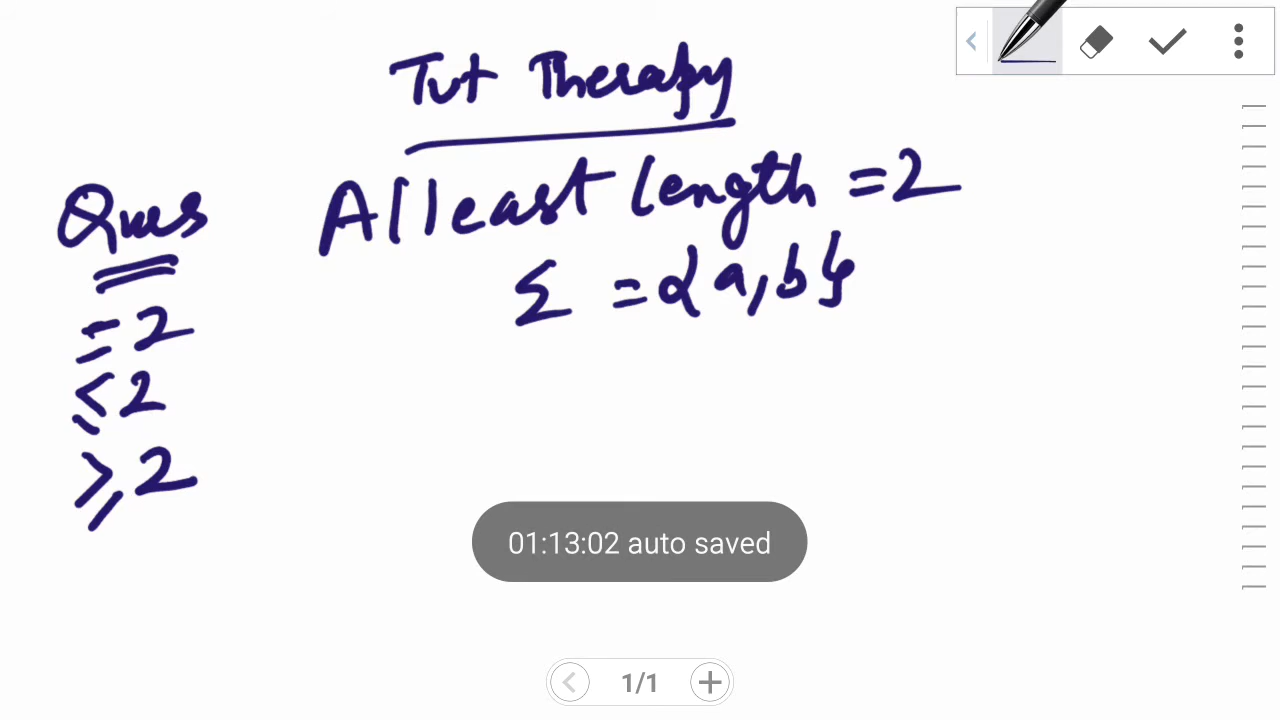 Tut Therapy
Atleast length = 2
Ques
Σ = {a, b}
= 2
≤ 2
≥ 2
01:13:02 auto saved
1/1